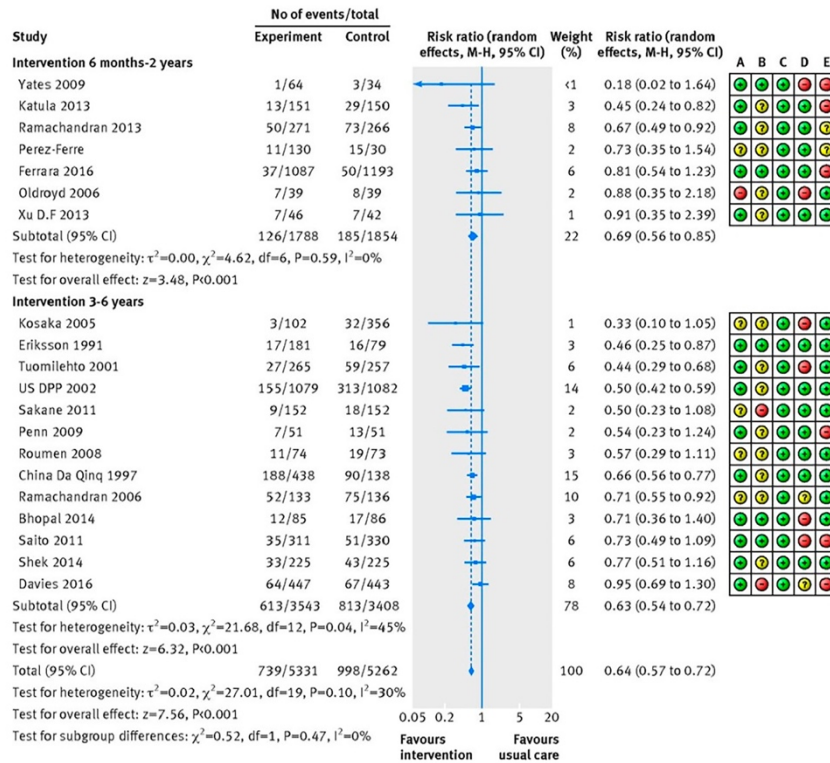 No of events/total
Study Experiment Control Risk ratio (random effects, M-H, 95% CI) Weight (%) Risk ratio (random effects, M-H, 95% CI) A B C D E
Intervention 6 months-2 years
Yates 2009 1/64 3/34 <1 0.18 (0.02 to 1.64) + + + - -
Katula 2013 13/151 29/150 3 0.45 (0.24 to 0.82) + ? + + -
Ramachandran 2013 50/271 73/266 8 0.67 (0.49 to 0.92) + ? + + ?
Perez-Ferre 11/130 15/30 2 0.73 (0.35 to 1.54) ? ? + + ?
Ferrara 2016 37/1087 50/1193 6 0.81 (0.54 to 1.23) + + + + -
Oldroyd 2006 7/39 8/39 2 0.88 (0.35 to 2.18) - ? + - +
Xu D.F 2013 7/46 7/42 1 0.91 (0.35 to 2.39) + ? + + +
Subtotal (95% CI) 126/1788 185/1854 22 0.69 (0.56 to 0.85)
Test for heterogeneity: τ²=0.00, χ²=4.62, df=6, P=0.59, I²=0%
Test for overall effect: z=3.48, P<0.001
Intervention 3-6 years
Kosaka 2005 3/102 32/356 1 0.33 (0.10 to 1.05) ? ? + - +
Eriksson 1991 17/181 16/79 3 0.46 (0.25 to 0.87) + + + + +
Tuomilehto 2001 27/265 59/257 6 0.44 (0.29 to 0.68) + ? + - +
US DPP 2002 155/1079 313/1082 14 0.50 (0.42 to 0.59) + ? + + +
Sakane 2011 9/152 18/152 2 0.50 (0.23 to 1.08) ? - + + +
Penn 2009 7/51 13/51 2 0.54 (0.23 to 1.24) + ? + + -
Roumen 2008 11/74 19/73 3 0.57 (0.29 to 1.11) ? ? + + +
China Da Qinq 1997 188/438 90/138 15 0.66 (0.56 to 0.77) + ? + + +
Ramachandran 2006 52/133 75/136 10 0.71 (0.55 to 0.92) ? ? + ? +
Bhopal 2014 12/85 17/86 3 0.71 (0.36 to 1.40) + + + - +
Saito 2011 35/311 51/330 6 0.73 (0.49 to 1.09) + + + - -
Shek 2014 33/225 43/225 6 0.77 (0.51 to 1.16) + ? + + +
Davies 2016 64/447 67/443 8 0.95 (0.69 to 1.30) + - + ? -
Subtotal (95% CI) 613/3543 813/3408 78 0.63 (0.54 to 0.72)
Test for heterogeneity: τ²=0.03, χ²=21.68, df=12, P=0.04, I²=45%
Test for overall effect: z=6.32, P<0.001
Total (95% CI) 739/5331 998/5262 100 0.64 (0.57 to 0.72)
Test for heterogeneity: τ²=0.02, χ²=27.01, df=19, P=0.10, I²=30%
Test for overall effect: z=7.56, P<0.001
Test for subgroup differences: χ²=0.52, df=1, P=0.47, I²=0%
0.05 0.2 1 5 20
Favours intervention Favours usual care